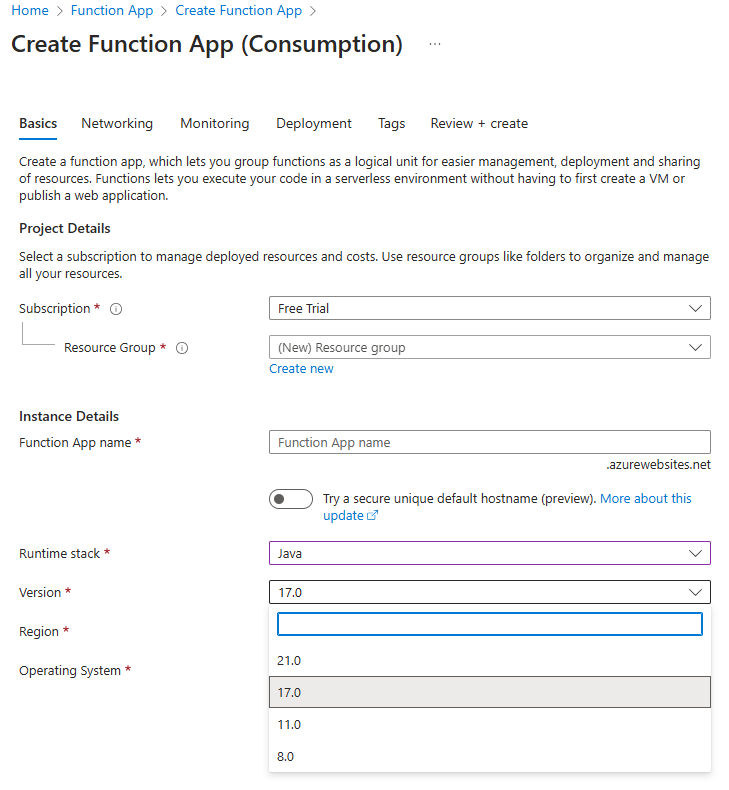 Home > Function App > Create Function App >
Create Function App (Consumption) ...
Basics Networking Monitoring Deployment Tags Review + create
Create a function app, which lets you group functions as a logical unit for easier management, deployment and sharing
of resources. Functions lets you execute your code in a serverless environment without having to first create a VM or
publish a web application.
Project Details
Select a subscription to manage deployed resources and costs. Use resource groups like folders to organize and manage
all your resources.
Subscription * Free Trial
Resource Group * (New) Resource group
Create new
Instance Details
Function App name * Function App name
.azurewebsites.net
Try a secure unique default hostname (preview). More about this
update
Runtime stack * Java
Version * 17.0
Region *
21.0
Operating System *
17.0
11.0
8.0